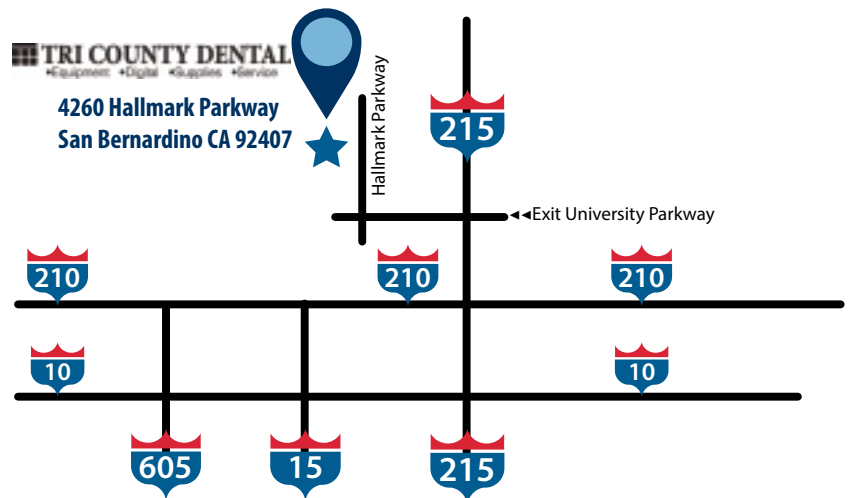 TRI COUNTY DENTAL
•Equipment •Digital •Supplies •Service
4260 Hallmark Parkway
San Bernardino CA 92407
Hallmark Parkway
215
◄◄Exit University Parkway
210
210
210
10
10
605
15
215